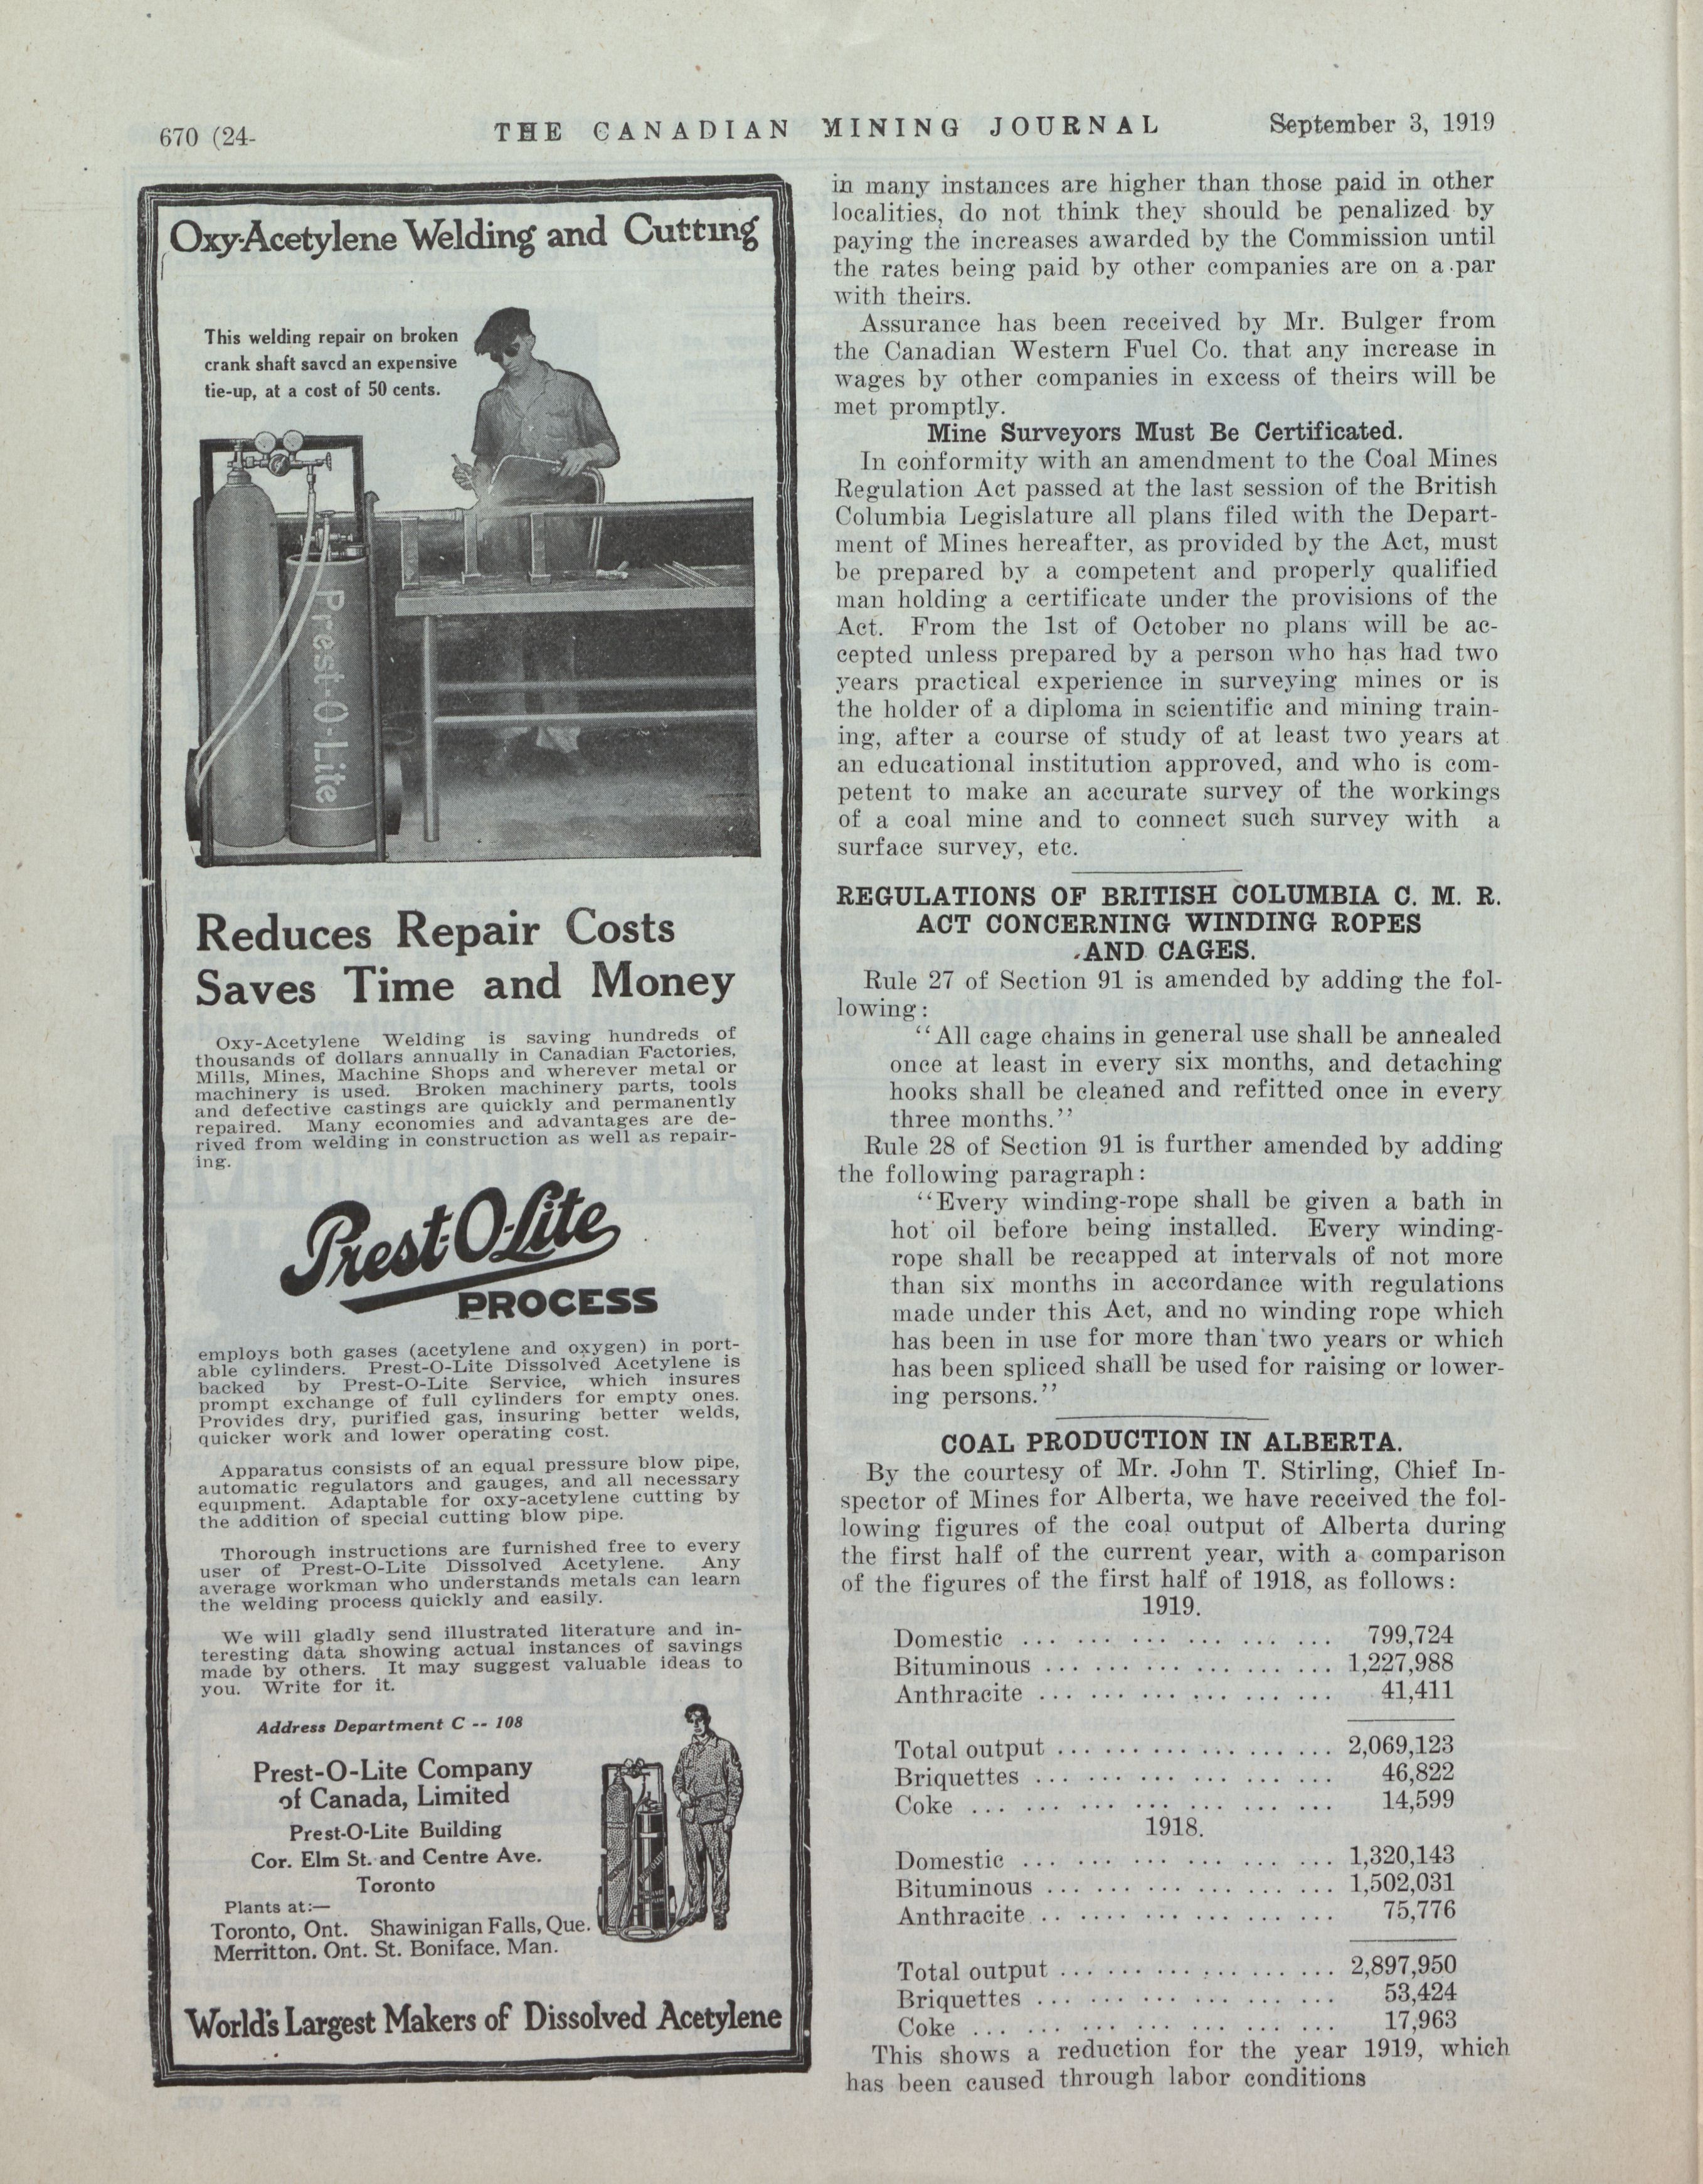 670 (24-
THE CANADIAN MINING JOURNAL
September 3, 1919
Oxy-Acetylene Welding and Cutting
This welding repair on broken
crank shaft saved an expensive
tie-up, at a cost of 50 cents.
Prest-O-Lite
Reduces Repair Costs
Saves Time and Money
Oxy-Acetylene Welding is saving hundreds of
thousands of dollars annually in Canadian Factories,
Mills, Mines, Machine Shops and wherever metal or
machinery is used. Broken machinery parts, tools
and defective castings are quickly and permanently
repaired. Many economies and advantages are de-
rived from welding in construction as well as repair-
ing.
Prest-O-Lite
PROCESS
employs both gases (acetylene and oxygen) in port-
able cylinders. Prest-O-Lite Dissolved Acetylene is
backed by Prest-O-Lite Service, which insures
prompt exchange of full cylinders for empty ones.
Provides dry, purified gas, insuring better welds,
quicker work and lower operating cost.
Apparatus consists of an equal pressure blow pipe,
automatic regulators and gauges, and all necessary
equipment. Adaptable for oxy-acetylene cutting by
the addition of special cutting blow pipe.
Thorough instructions are furnished free to every
user of Prest-O-Lite Dissolved Acetylene. Any
average workman who understands metals can learn
the welding process quickly and easily.
We will gladly send illustrated literature and in-
teresting data showing actual instances of savings
made by others. It may suggest valuable ideas to
you. Write for it.
Address Department C -- 108
Prest-O-Lite Company
of Canada, Limited
Prest-O-Lite Building
Cor. Elm St. and Centre Ave.
Toronto
Plants at:—
Toronto, Ont. Shawinigan Falls, Que.
Merritton. Ont. St. Boniface. Man.
World's Largest Makers of Dissolved Acetylene
in many instances are higher than those paid in other
localities, do not think they should be penalized by
paying the increases awarded by the Commission until
the rates being paid by other companies are on a par
with theirs.
Assurance has been received by Mr. Bulger from
the Canadian Western Fuel Co. that any increase in
wages by other companies in excess of theirs will be
met promptly.
Mine Surveyors Must Be Certificated.
In conformity with an amendment to the Coal Mines
Regulation Act passed at the last session of the British
Columbia Legislature all plans filed with the Depart-
ment of Mines hereafter, as provided by the Act, must
be prepared by a competent and properly qualified
man holding a certificate under the provisions of the
Act. From the 1st of October no plans will be ac-
cepted unless prepared by a person who has had two
years practical experience in surveying mines or is
the holder of a diploma in scientific and mining train-
ing, after a course of study of at least two years at
an educational institution approved, and who is com-
petent to make an accurate survey of the workings
of a coal mine and to connect such survey with a
surface survey, etc.
REGULATIONS OF BRITISH COLUMBIA C. M. R.
ACT CONCERNING WINDING ROPES
AND CAGES.
Rule 27 of Section 91 is amended by adding the fol-
lowing:
"All cage chains in general use shall be annealed
once at least in every six months, and detaching
hooks shall be cleaned and refitted once in every
three months."
Rule 28 of Section 91 is further amended by adding
the following paragraph:
"Every winding-rope shall be given a bath in
hot oil before being installed. Every winding-
rope shall be recapped at intervals of not more
than six months in accordance with regulations
made under this Act, and no winding rope which
has been in use for more than two years or which
has been spliced shall be used for raising or lower-
ing persons."
COAL PRODUCTION IN ALBERTA.
By the courtesy of Mr. John T. Stirling, Chief In-
spector of Mines for Alberta, we have received the fol-
lowing figures of the coal output of Alberta during
the first half of the current year, with a comparison
of the figures of the first half of 1918, as follows:
1919.
Domestic ... ... ... ... ... ... 799,724
Bituminous ... ... ... ... ... ... 1,227,988
Anthracite ... ... ... ... ... ... 41,411
Total output ... ... ... ... ... ... 2,069,123
Briquettes ... ... ... ... ... ... 46,822
Coke ... ... ... ... ... ... ... 14,599
1918.
Domestic ... ... ... ... ... ... 1,320,143
Bituminous ... ... ... ... ... ... 1,502,031
Anthracite ... ... ... ... ... ... 75,776
Total output ... ... ... ... ... ... 2,897,950
Briquettes ... ... ... ... ... ... 53,424
Coke ... ... ... ... ... ... ... 17,963
This shows a reduction for the year 1919, which
has been caused through labor conditions